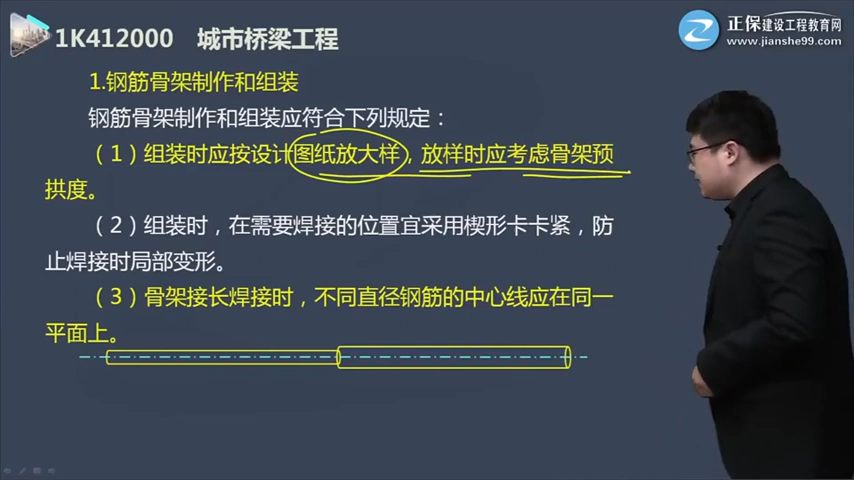 1K412000 城市桥梁工程
正保建设工程教育网
www.jianshe99.com
1.钢筋骨架制作和组装
钢筋骨架制作和组装应符合下列规定：
（1）组装时应按设计图纸放大样，放样时应考虑骨架预
拱度。
（2）组装时，在需要焊接的位置宜采用楔形卡卡紧，防
止焊接时局部变形。
（3）骨架接长焊接时，不同直径钢筋的中心线应在同一
平面上。